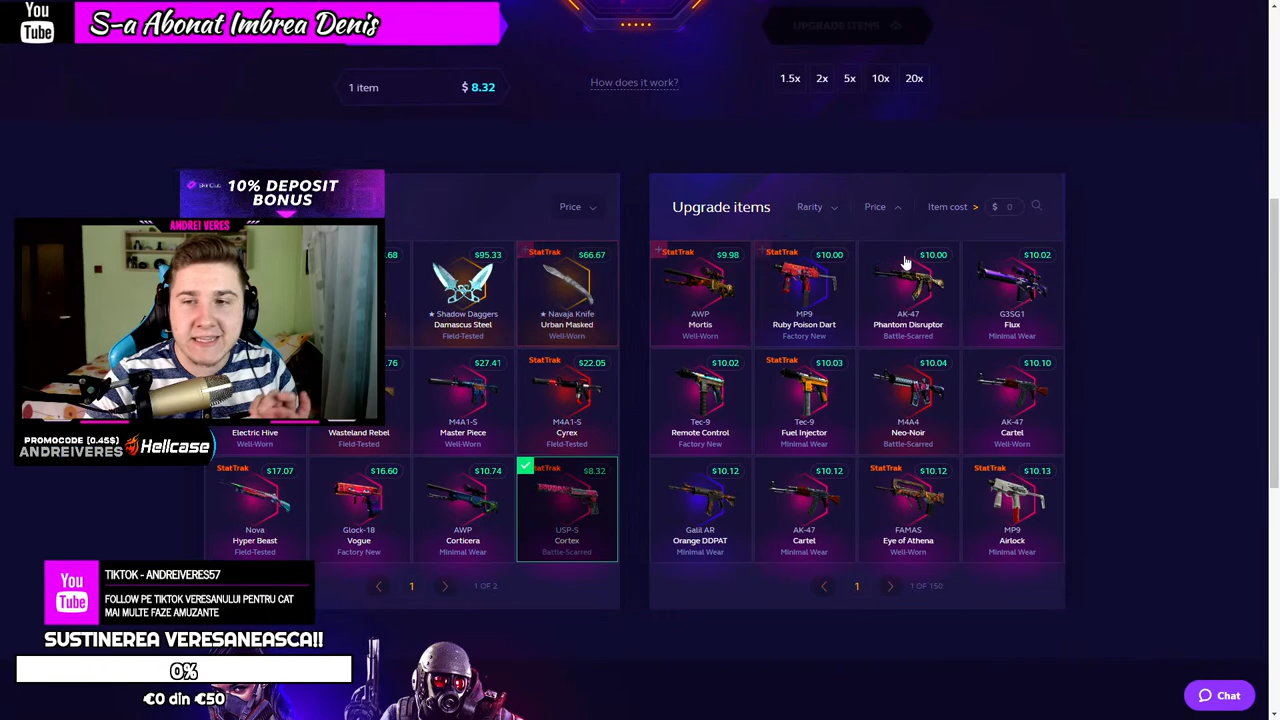 You
Tube
S-a Abonat Imbrea Denis
UPGRADE ITEMS
1 item
$ 8.32
How does it work?
1.5x
2x
5x
10x
20x
10% DEPOSIT
BONUS
ANDREI VERES
Price
Upgrade items
Rarity
Price
Item cost >
$ 0
.68
$95.33
★ Shadow Daggers
Damascus Steel
Field-Tested
StatTrak
$66.67
★ Navaja Knife
Urban Masked
Well-Worn
StatTrak
$9.98
AWP
Mortis
Well-Worn
StatTrak
$10.00
MP9
Ruby Poison Dart
Factory New
$10.00
AK-47
Phantom Disruptor
Battle-Scarred
$10.02
G3SG1
Flux
Minimal Wear
.76
Electric Hive
Well-Worn
Wasteland Rebel
Field-Tested
$27.41
M4A1-S
Master Piece
Well-Worn
StatTrak
$22.05
M4A1-S
Cyrex
Field-Tested
$10.02
Tec-9
Remote Control
Factory New
StatTrak
$10.03
Tec-9
Fuel Injector
Minimal Wear
$10.04
M4A4
Neo-Noir
Battle-Scarred
$10.10
AK-47
Cartel
Well-Worn
PROMOCODE (0.45$)
ANDREIVERES
Hellcase
StatTrak
$17.07
Nova
Hyper Beast
Field-Tested
$16.60
Glock-18
Vogue
Factory New
$10.74
AWP
Corticera
Minimal Wear
StatTrak
$8.32
USP-S
Cortex
Battle-Scarred
$10.12
Galil AR
Orange DDPAT
Minimal Wear
$10.12
AK-47
Cartel
Minimal Wear
StatTrak
$10.12
FAMAS
Eye of Athena
Well-Worn
StatTrak
$10.13
MP9
Airlock
Minimal Wear
1
1 OF 2
1
1 OF 150
You
Tube
TIKTOK - ANDREIVERES57
FOLLOW PE TIKTOK VERESANULUI PENTRU CAT
MAI MULTE FAZE AMUZANTE
SUSTINEREA VERESANEASCA!!
0%
€0 din €50
Chat